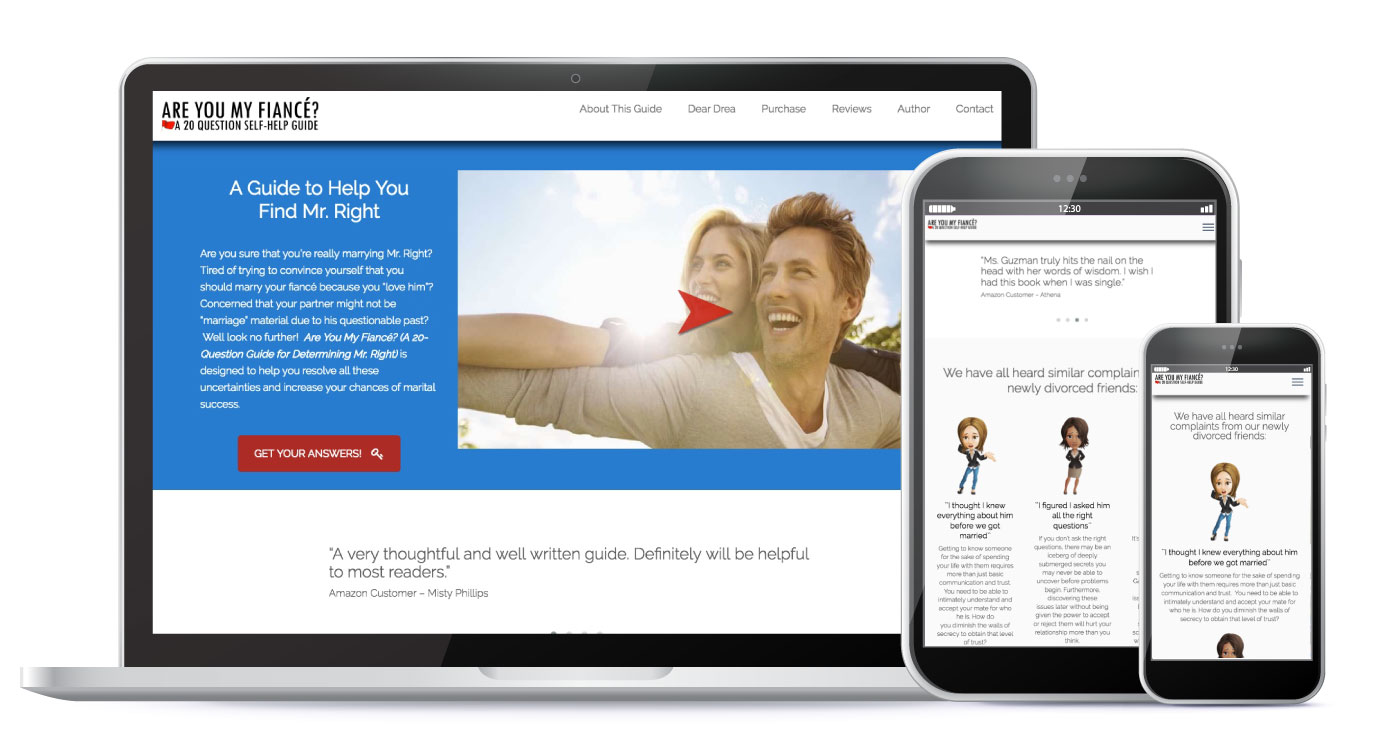 ARE YOU MY FIANCÉ?
A 20 QUESTION SELF-HELP GUIDE
About This Guide
Dear Drea
Purchase
Reviews
Author
Contact
A Guide to Help You
Find Mr. Right
Are you sure that you're really marrying Mr. Right?
Tired of trying to convince yourself that you
should marry your fiancé because you "love him"?
Concerned that your partner might not be
"marriage" material due to his questionable past?
Well look no further! Are You My Fiancé? (A 20-
Question Guide for Determining Mr. Right) is
designed to help you resolve all these
uncertainties and increase your chances of marital
success.
GET YOUR ANSWERS!
"A very thoughtful and well written guide. Definitely will be helpful
to most readers."
Amazon Customer – Misty Phillips
12:30
ARE YOU MY FIANCÉ?
A 20 QUESTION SELF-HELP GUIDE
"Ms. Guzman truly hits the nail on the
head with her words of wisdom. I wish I
had this book when I was single."
Amazon Customer – Athena
We have all heard similar
newly divorced friends:
"I thought I knew
everything about him
before we got
married"
Getting to know someone
for the sake of spending
your life with them requires
more than just basic
communication and trust.
You need to be able to
intimately understand and
accept your mate for who
he is. How do
you diminish the walls of
secrecy to obtain that level
of trust?
"I figured I asked him
all the right
questions"
If you don't ask the right
questions, there may be an
iceberg of deeply
submerged secrets you
may never be able to
uncover before problems
begin. Furthermore,
discovering these
issues later without being
given the power to accept
or reject them will hurt your
relationship more than you
think.
12:30
ARE YOU MY FIANCÉ?
A 20 QUESTION SELF-HELP GUIDE
We have all heard similar
complaints from our newly
divorced friends:
"I thought I knew everything about him
before we got married"
Getting to know someone for the sake of spending
your life with them requires more than just basic
communication and trust. You need to be able to
intimately understand and accept your mate for
who he is. How do you diminish the walls of
secrecy to obtain that level of trust?